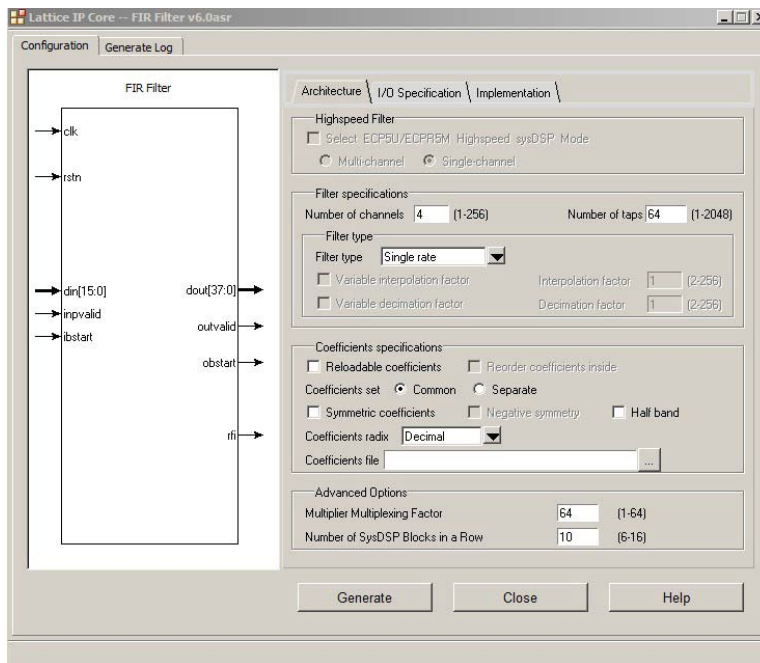 Lattice IP Core -- FIR Filter v6.0asr
Configuration Generate Log
FIR Filter
clk
rstn
din[15:0] dout[37:0]
inpvalid
outvalid
ibstart
obstart
rfi
Architecture I/O Specification Implementation
Highspeed Filter
Select ECP5U/ECPR5M Highspeed sysDSP Mode
Multi-channel Single-channel
Filter specifications
Number of channels 4 (1-256) Number of taps 64 (1-2048)
Filter type
Filter type Single rate
Variable interpolation factor Interpolation factor 1 (2-256)
Variable decimation factor Decimation factor 1 (2-256)
Coefficients specifications
Reloadable coefficients Reorder coefficients inside
Coefficients set Common Separate
Symmetric coefficients Negative symmetry Half band
Coefficients radix Decimal
Coefficients file ...
Advanced Options
Multiplier Multiplexing Factor 64 (1-64)
Number of SysDSP Blocks in a Row 10 (6-16)
Generate Close Help